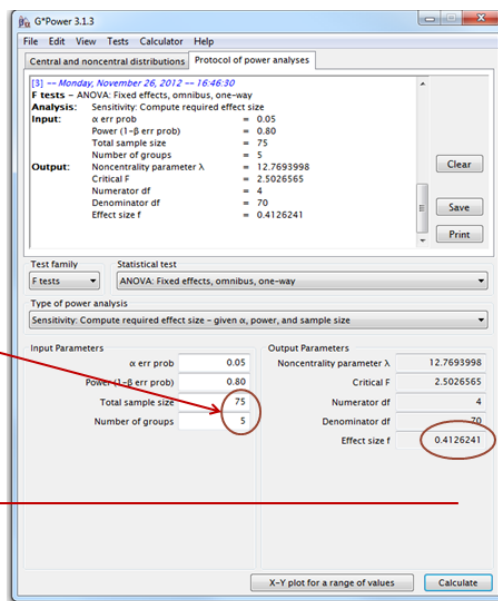 G*Power 3.1.3
File Edit View Tests Calculator Help
Central and noncentral distributions Protocol of power analyses
[3] -- Monday, November 26, 2012 -- 16:46:30
F tests - ANOVA: Fixed effects, omnibus, one-way
Analysis: Sensitivity: Compute required effect size
Input: α err prob = 0.05
Power (1-β err prob) = 0.80
Total sample size = 75
Number of groups = 5
Output: Noncentrality parameter λ = 12.7693998
Critical F = 2.5026565
Numerator df = 4
Denominator df = 70
Effect size f = 0.4126241
Clear
Save
Print
Test family Statistical test
F tests ANOVA: Fixed effects, omnibus, one-way
Type of power analysis
Sensitivity: Compute required effect size - given α, power, and sample size
Input Parameters Output Parameters
α err prob 0.05 Noncentrality parameter λ 12.7693998
Power (1-β err prob) 0.80 Critical F 2.5026565
Total sample size 75 Numerator df 4
Number of groups 5 Denominator df 70
Effect size f 0.4126241
X-Y plot for a range of values Calculate